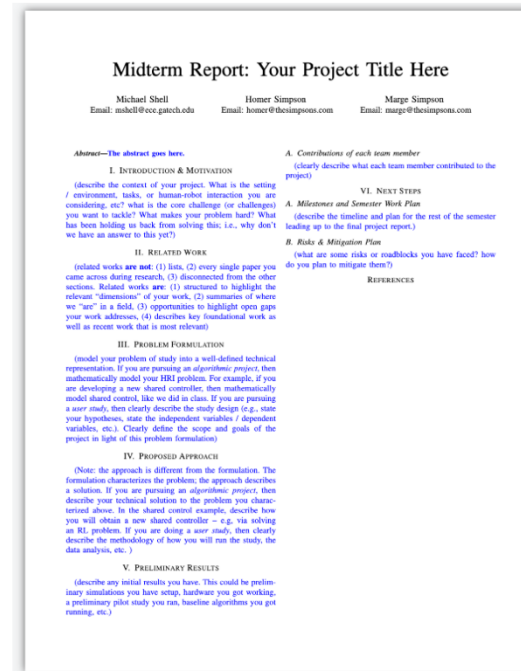 Midterm Report: Your Project Title Here
Michael Shell
Email: mshell@ece.gatech.edu
Homer Simpson
Email: homer@thesimpsons.com
Marge Simpson
Email: marge@thesimpsons.com
Abstract—The abstract goes here.
I. INTRODUCTION & MOTIVATION
(describe the context of your project. What is the setting
/ environment, tasks, or human-robot interaction you are
considering, etc? what is the core challenge (or challenges)
you want to tackle? What makes your problem hard? What
has been holding us back from solving this; i.e., why don't
we have an answer to this yet?)
II. RELATED WORK
(related works are not: (1) lists, (2) every single paper you
came across during research, (3) disconnected from the other
sections. Related works are: (1) structured to highlight the
relevant "dimensions" of your work, (2) summaries of where
we "are" in a field, (3) opportunities to highlight open gaps
your work addresses, (4) describes key foundational work as
well as recent work that is most relevant)
III. PROBLEM FORMULATION
(model your problem of study into a well-defined technical
representation. If you are pursuing an algorithmic project, then
mathematically model your HRI problem. For example, if you
are developing a new shared controller, then mathematically
model shared control, like we did in class. If you are pursuing
a user study, then clearly describe the study design (e.g., state
your hypotheses, state the independent variables / dependent
variables, etc.). Clearly define the scope and goals of the
project in light of this problem formulation)
IV. PROPOSED APPROACH
(Note: the approach is different from the formulation. The
formulation characterizes the problem; the approach describes
a solution. If you are pursuing an algorithmic project, then
describe your technical solution to the problem you charac-
terized above. In the shared control example, describe how
you will obtain a new shared controller – e.g, via solving
an RL problem. If you are doing a user study, then clearly
describe the methodology of how you will run the study, the
data analysis, etc. )
V. PRELIMINARY RESULTS
(describe any initial results you have. This could be prelim-
inary simulations you have setup, hardware you got working,
a preliminary pilot study you run, baseline algorithms you got
running, etc.)
A. Contributions of each team member
(clearly describe what each team member contributed to the
project)
VI. NEXT STEPS
A. Milestones and Semester Work Plan
(describe the timeline and plan for the rest of the semester
leading up to the final project report.)
B. Risks & Mitigation Plan
(what are some risks or roadblocks you have faced? how
do you plan to mitigate them?)
REFERENCES